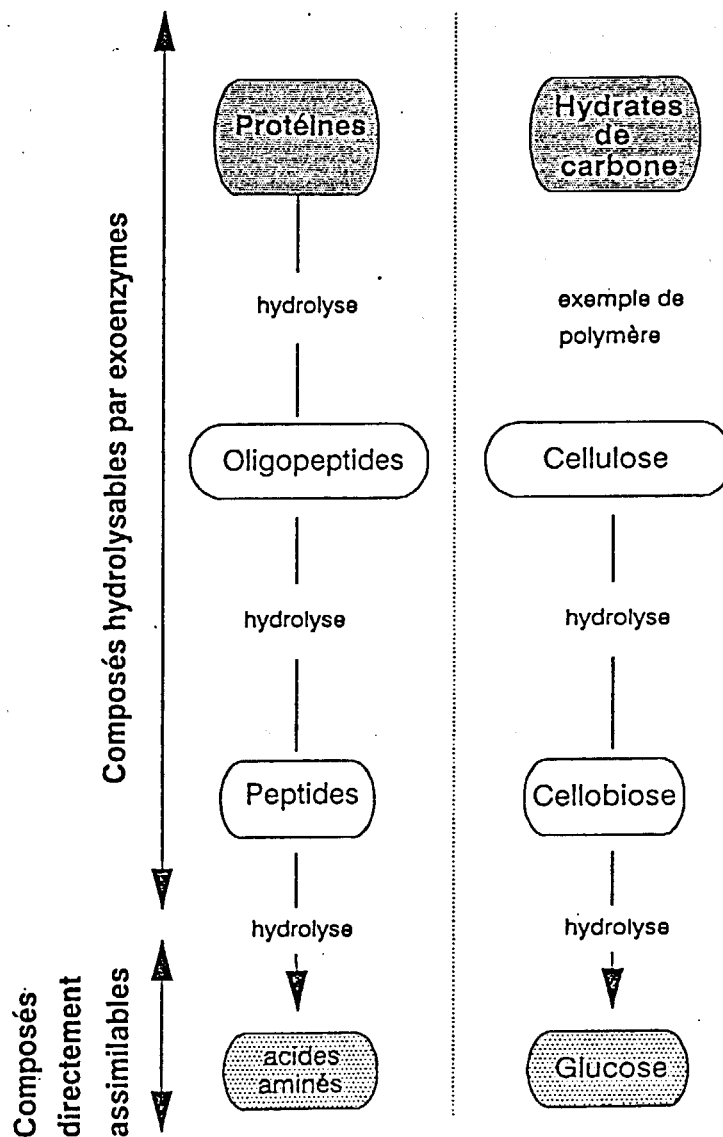 Composés hydrolysables par exoenzymes
Composés
directement
assimilables
Protéines
hydrolyse
Oligopeptides
hydrolyse
Peptides
hydrolyse
acides
aminés
Hydrates
de
carbone
exemple de
polymère
Cellulose
hydrolyse
Cellobiose
hydrolyse
Glucose